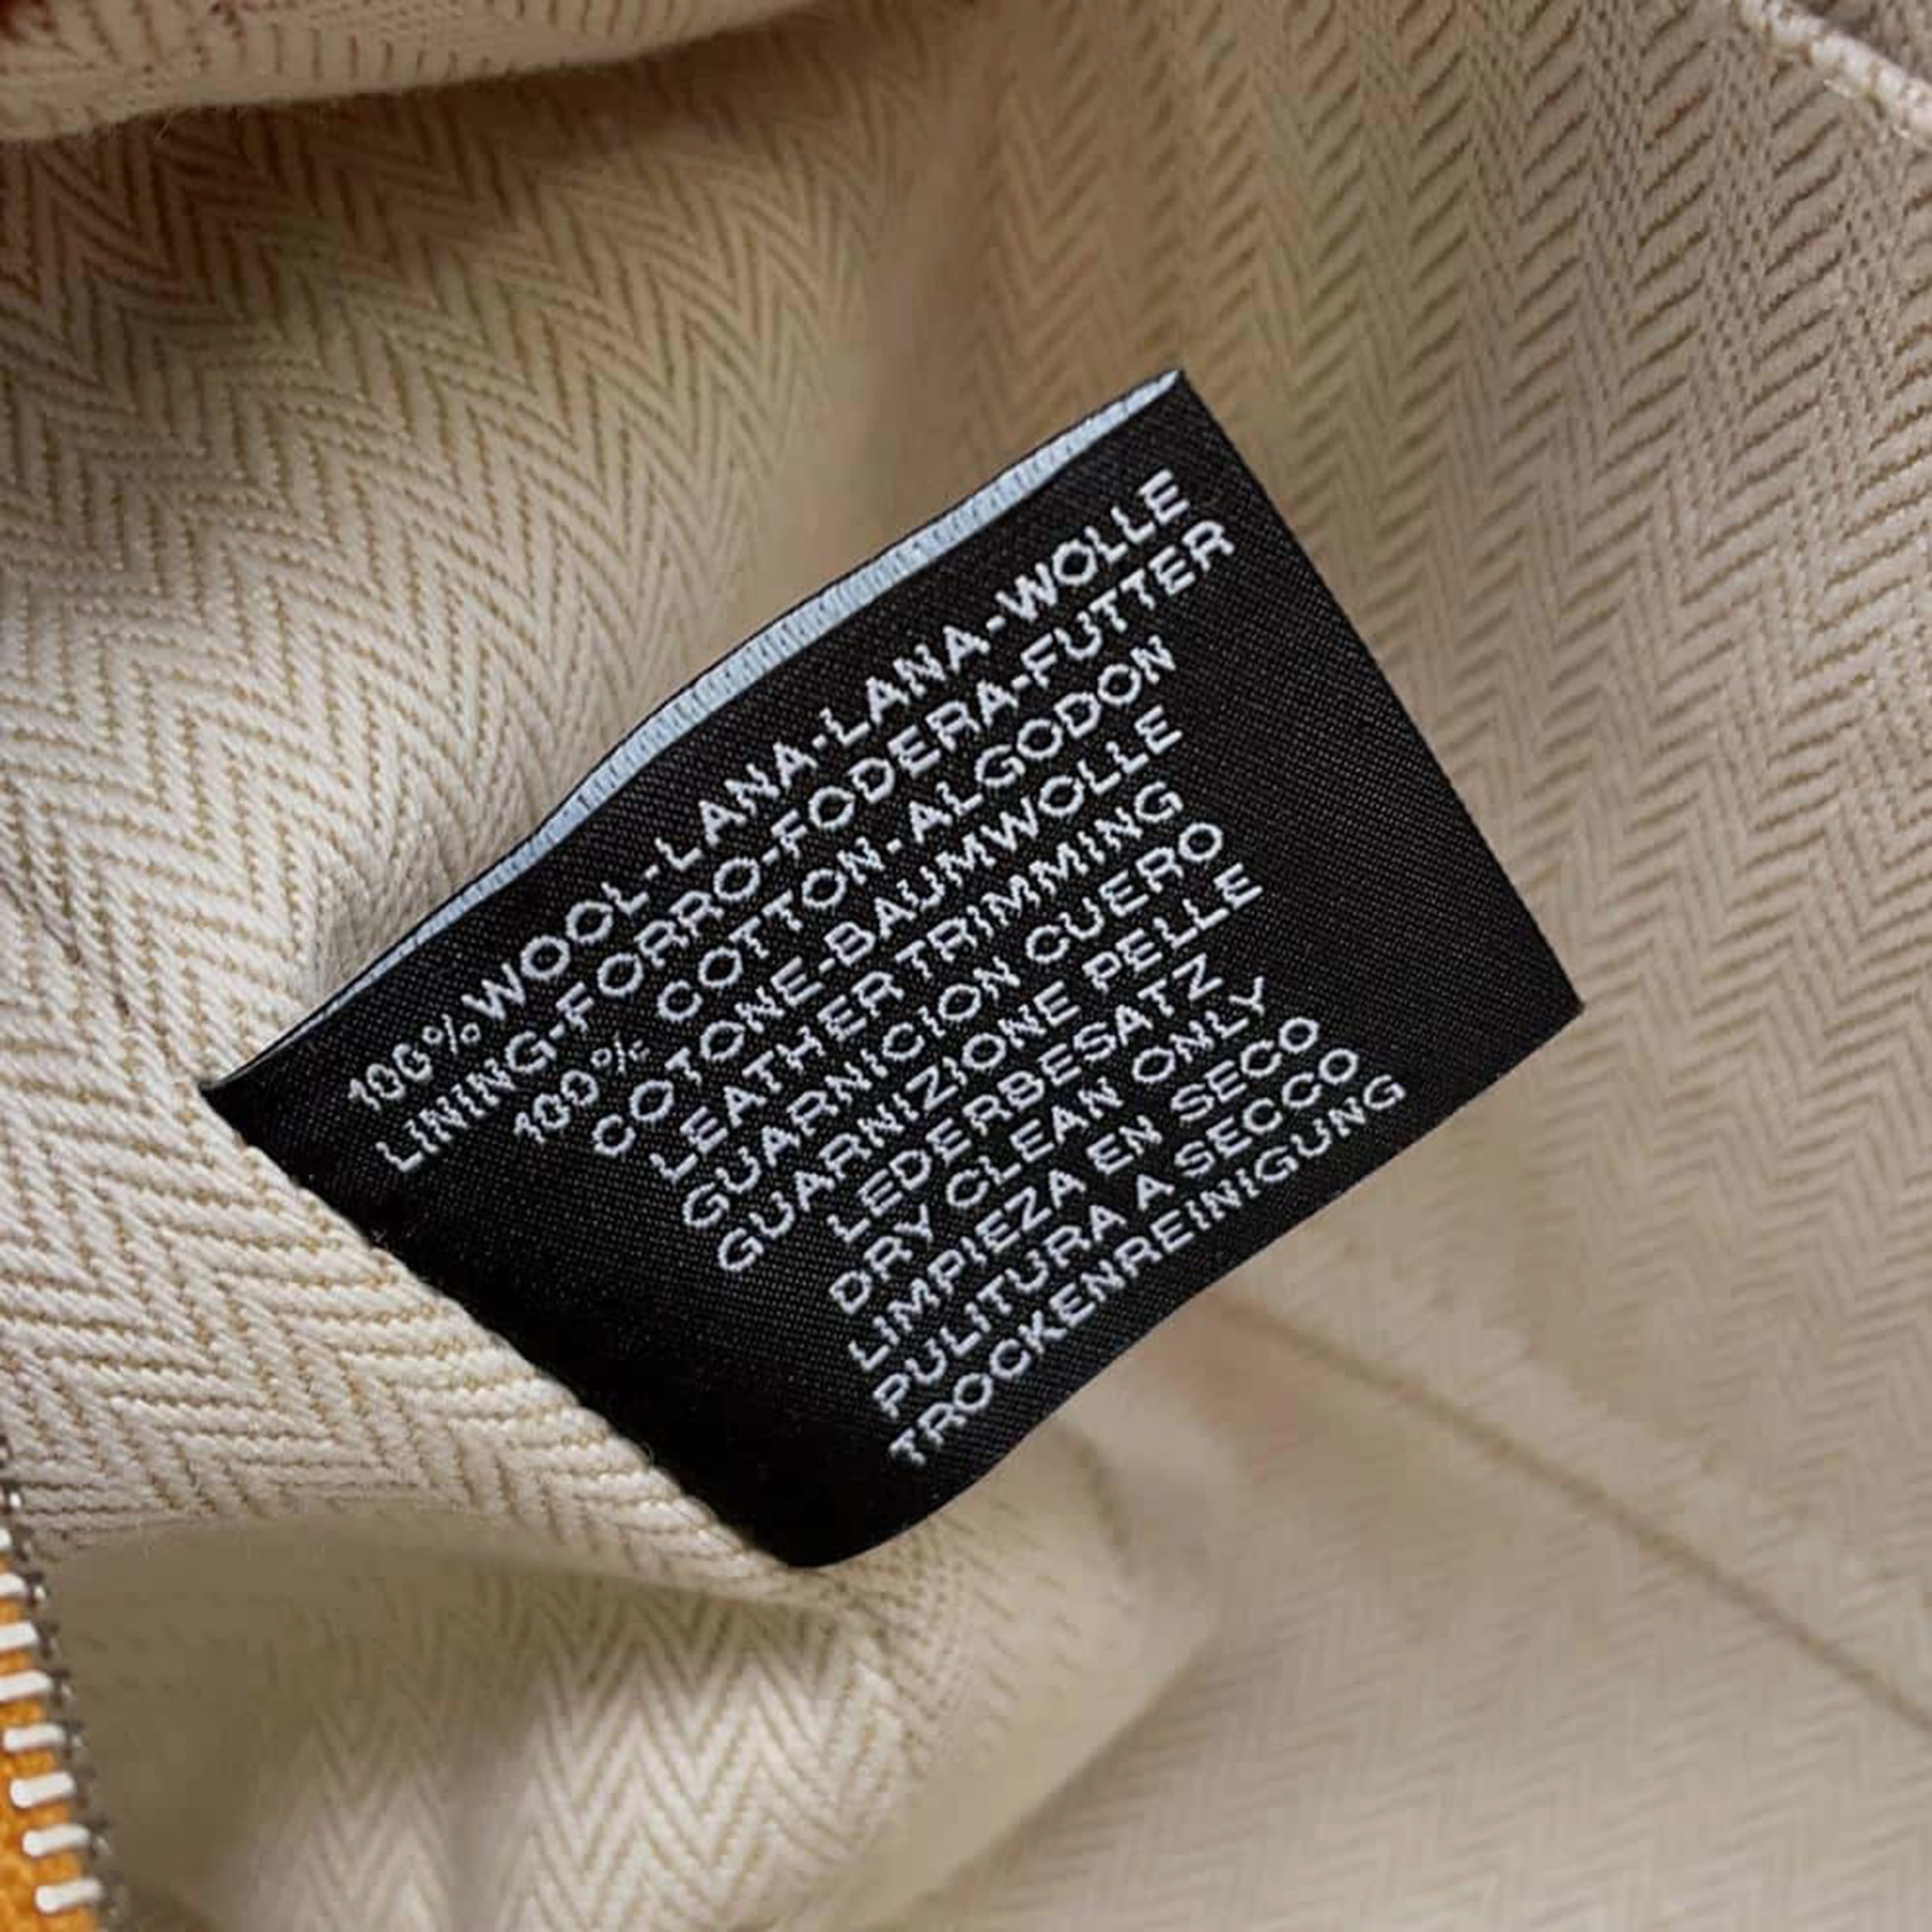 100% WOOL-LANA-LANA-WOLLE
LINING-FORRO-FODERA-FUTTER
100% COTTON-ALGODON
COTONE-BAUMWOLLE
LEATHER TRIMMING
GUARNICION CUERO
GUARNIZIONE PELLE
LEDERBESATZ
DRY CLEAN ONLY
LIMPIEZA EN SECO
PULITURA A SECCO
TROCKENREINIGUNG